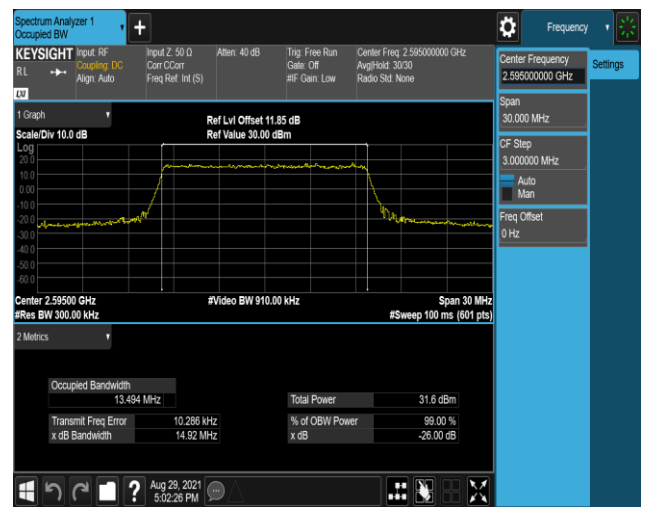 Spectrum Analyzer 1
Occupied BW
+
Frequency
KEYSIGHT
RL
LXI
Input: RF
Coupling: DC
Align: Auto
Input Z: 50 Ω
Corr CCorr
Freq Ref: Int (S)
Atten: 40 dB
Trig: Free Run
Gate: Off
#IF Gain: Low
Center Freq: 2.595000000 GHz
Avg|Hold: 30/30
Radio Std: None
Center Frequency
2.595000000 GHz
Settings
Span
30.000 MHz
CF Step
3.000000 MHz
Auto
Man
Freq Offset
0 Hz
1 Graph
Scale/Div 10.0 dB
Ref Lvl Offset 11.85 dB
Ref Value 30.00 dBm
Log
20.0
10.0
0.00
-10.0
-20.0
-30.0
-40.0
-50.0
-60.0
Center 2.59500 GHz
#Video BW 910.00 kHz
Span 30 MHz
#Res BW 300.00 kHz
#Sweep 100 ms (601 pts)
2 Metrics
Occupied Bandwidth
13.494 MHz
Total Power 31.6 dBm
Transmit Freq Error 10.286 kHz
% of OBW Power 99.00 %
x dB Bandwidth 14.92 MHz
x dB -26.00 dB
?
Aug 29, 2021
5:02:26 PM